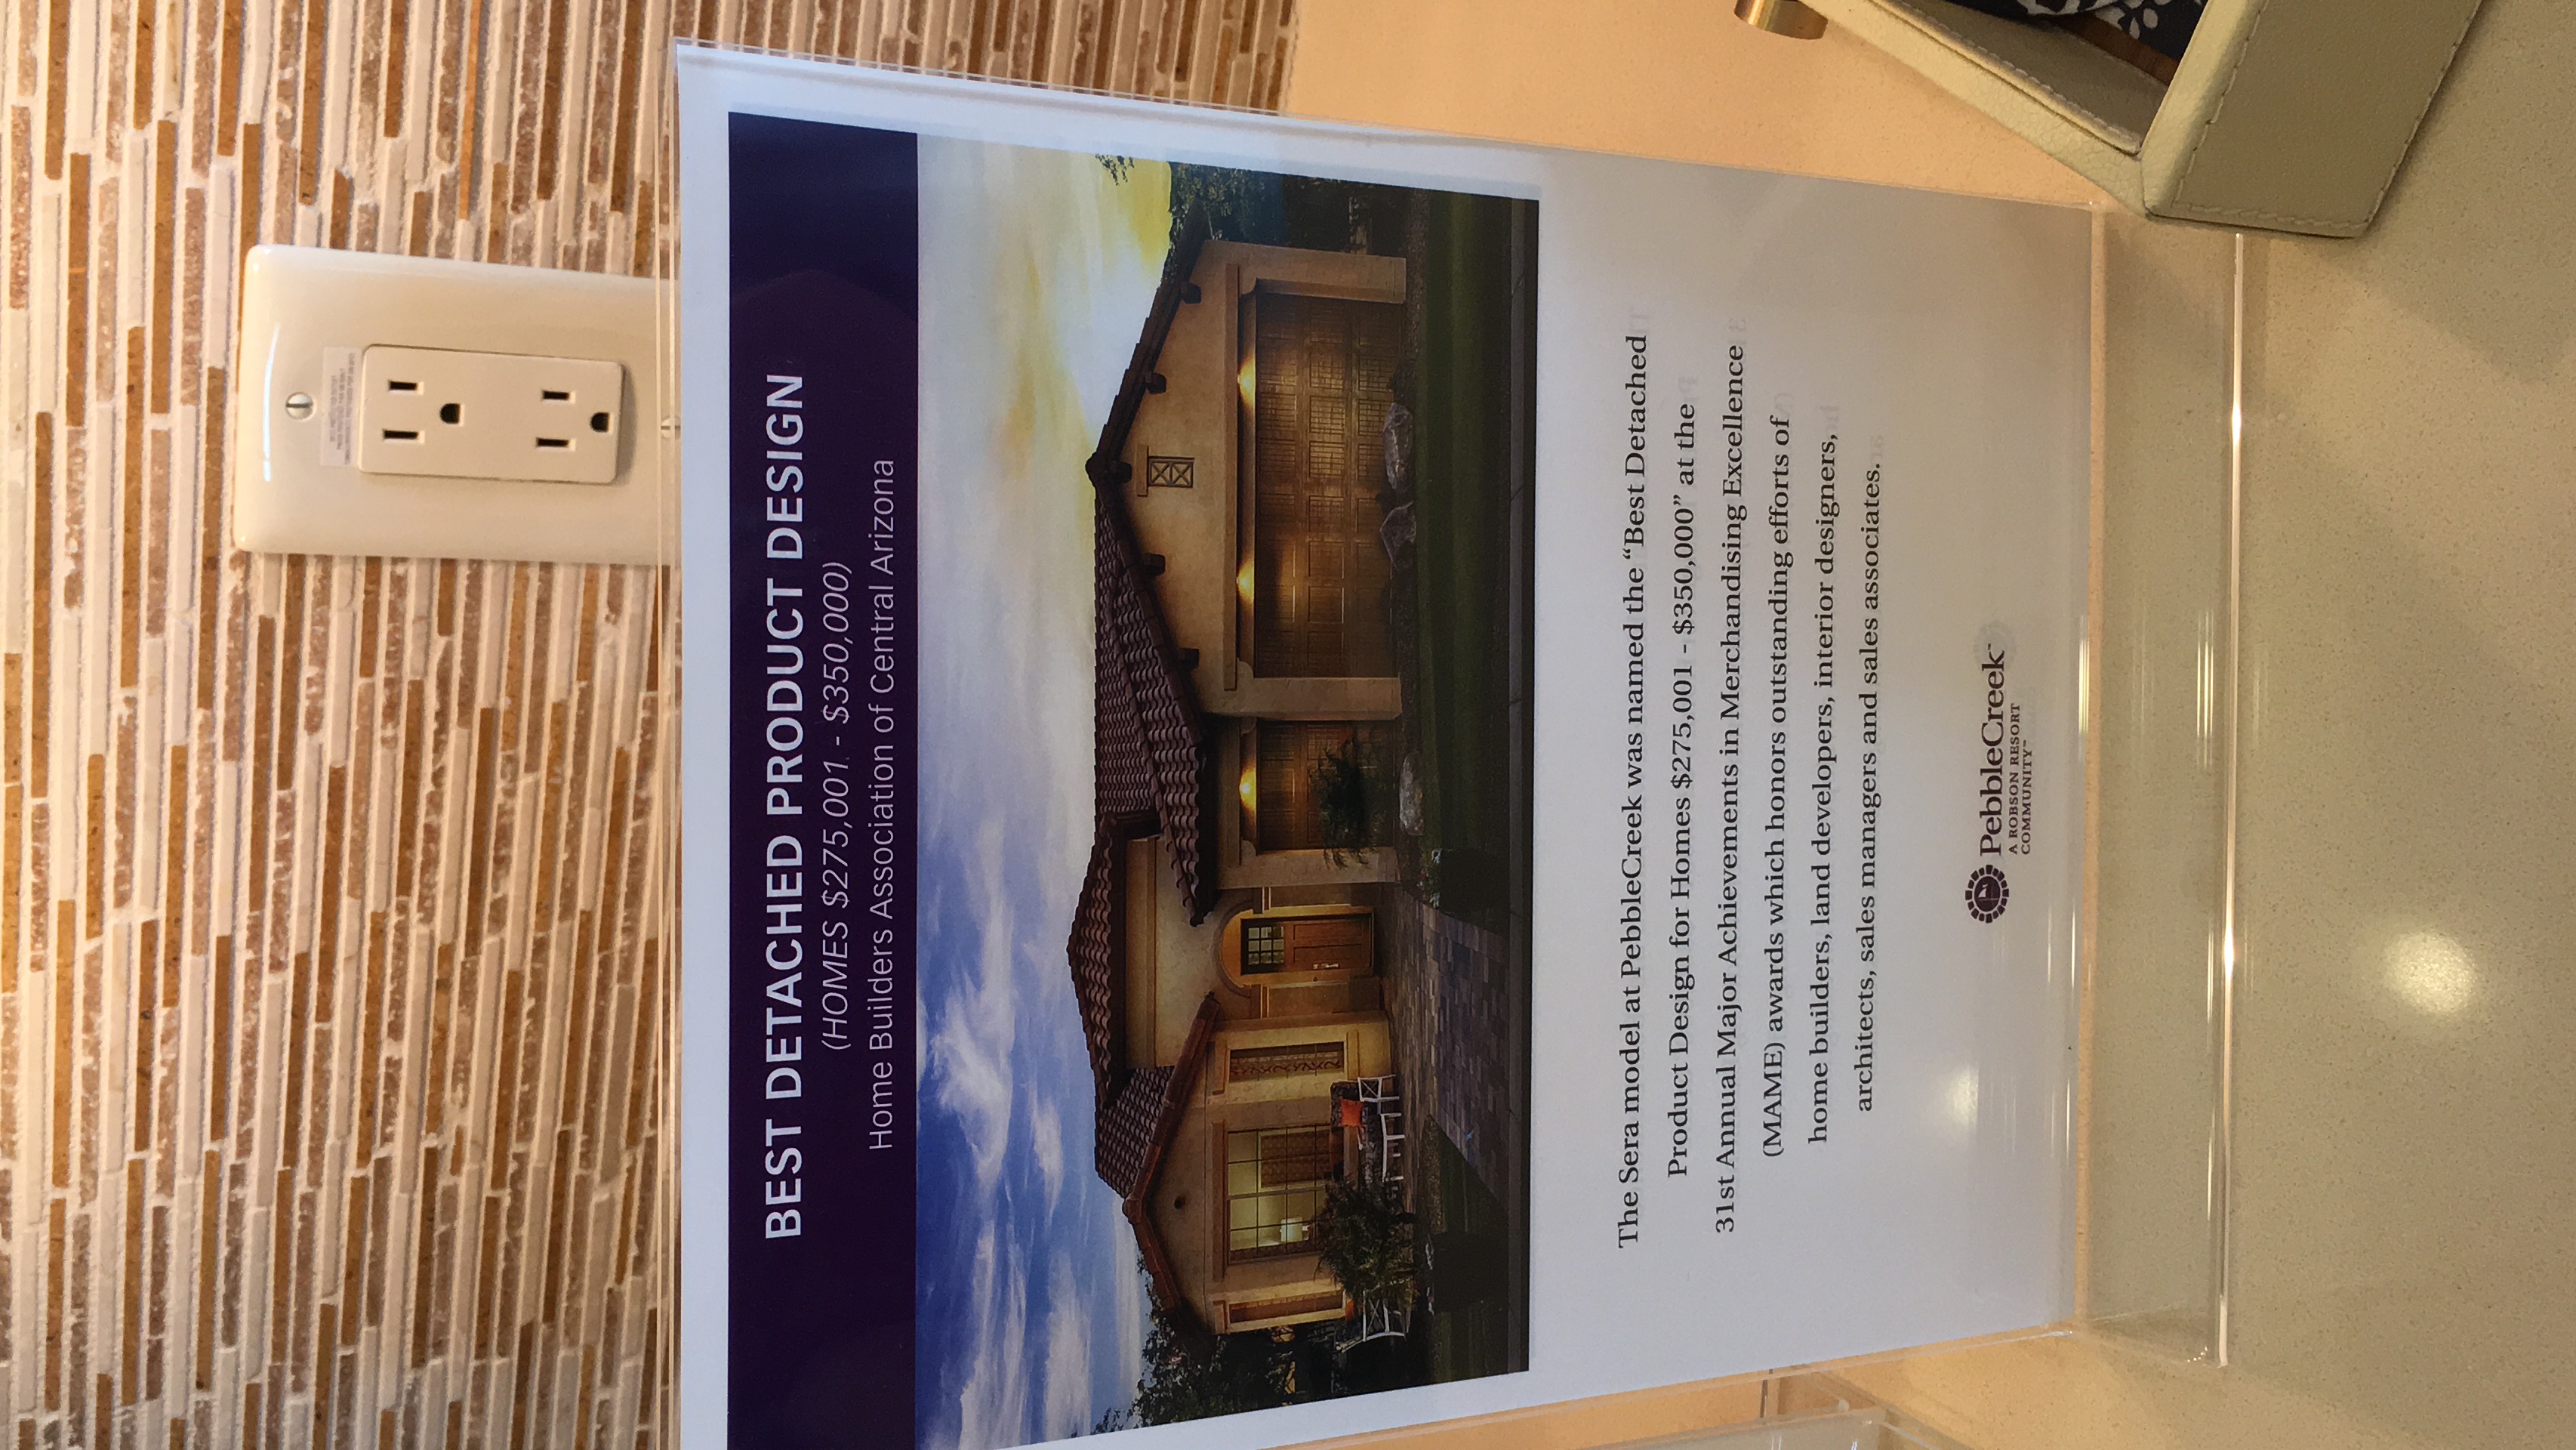 BEST DETACHED PRODUCT DESIGN
(HOMES $275,001 - $350,000)
Home Builders Association of Central Arizona
The Sera model at PebbleCreek was named the “Best Detached
Product Design for Homes $275,001 - $350,000” at the
31st Annual Major Achievements in Merchandising Excellence
(MAME) awards which honors outstanding efforts of
home builders, land developers, interior designers,
architects, sales managers and sales associates.
PebbleCreek™
A ROBSON RESORT
COMMUNITY™